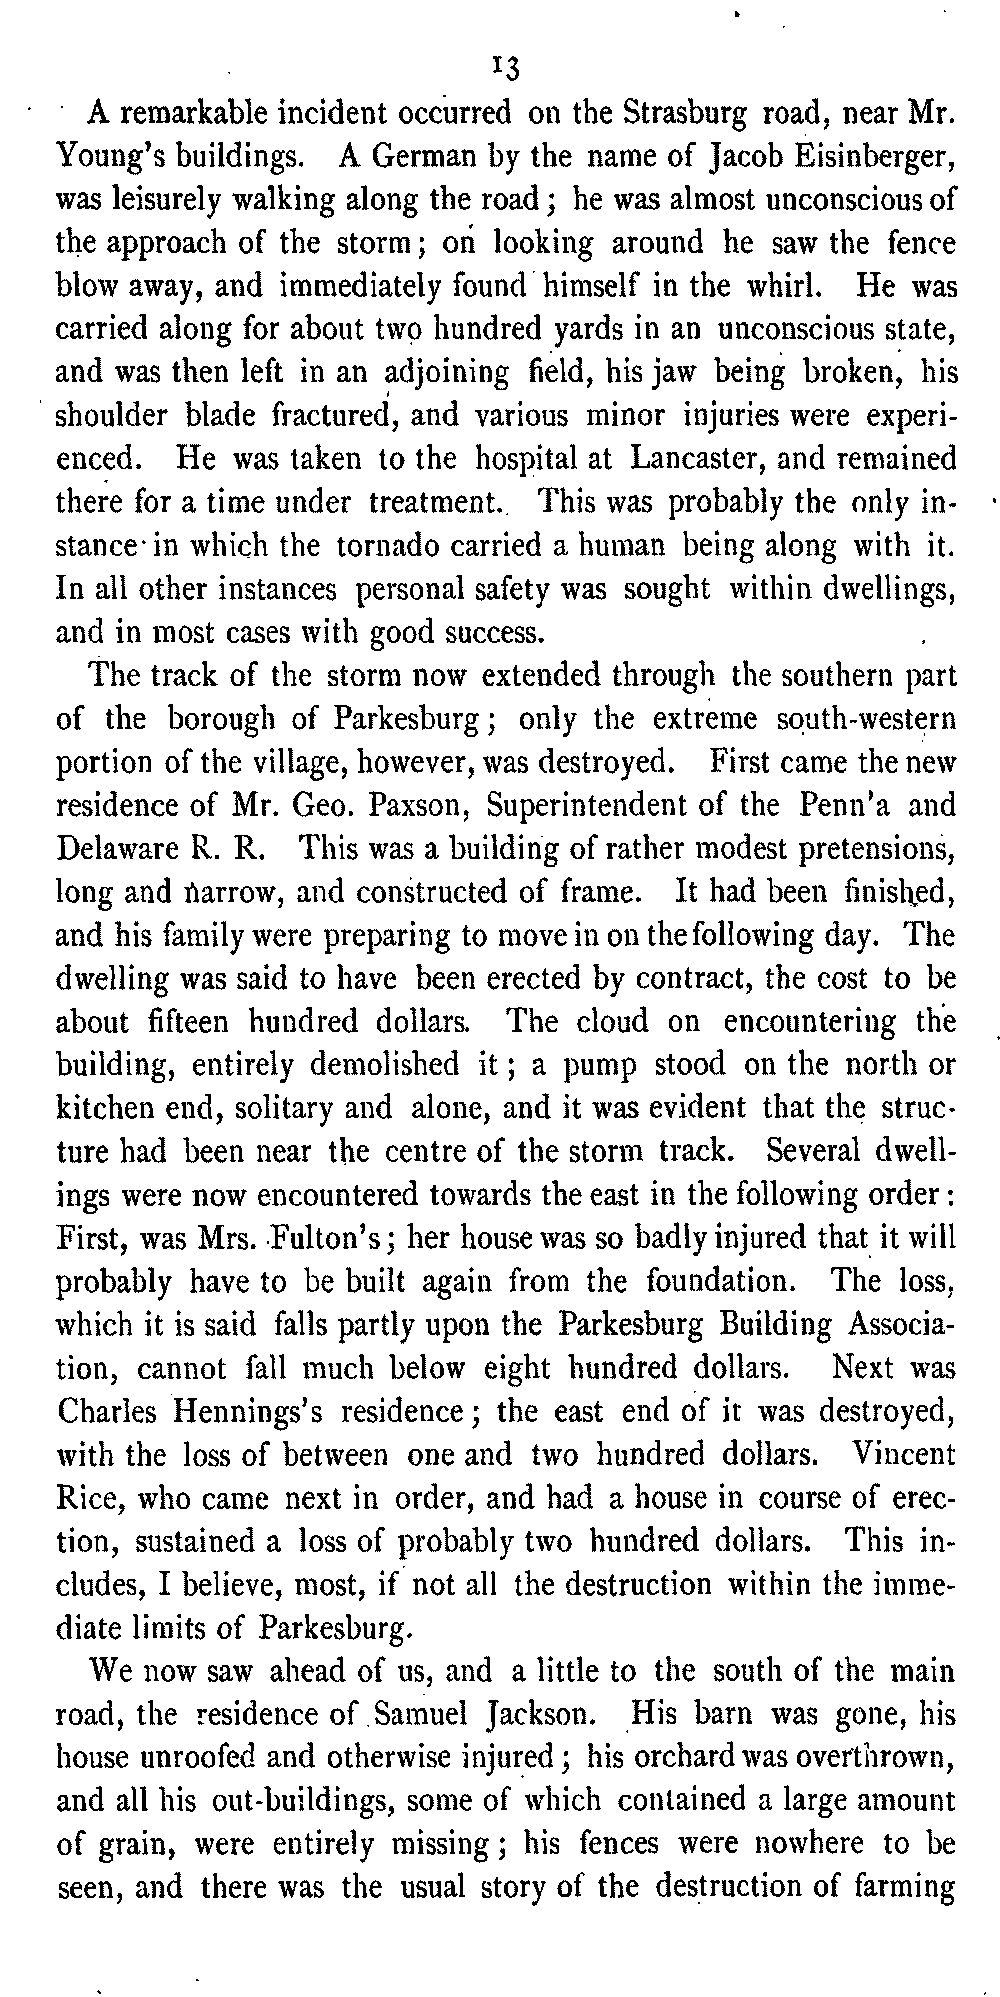 13
A remarkable incident occurred on the Strasburg road, near Mr.
Young's buildings. A German by the name of Jacob Eisinberger,
was leisurely walking along the road; he was almost unconscious of
the approach of the storm; on looking around he saw the fence
blow away, and immediately found himself in the whirl. He was
carried along for about two hundred yards in an unconscious state,
and was then left in an adjoining field, his jaw being broken, his
shoulder blade fractured, and various minor injuries were experi-
enced. He was taken to the hospital at Lancaster, and remained
there for a time under treatment. This was probably the only in-
stance in which the tornado carried a human being along with it.
In all other instances personal safety was sought within dwellings,
and in most cases with good success.
The track of the storm now extended through the southern part
of the borough of Parkesburg; only the extreme south-western
portion of the village, however, was destroyed. First came the new
residence of Mr. Geo. Paxson, Superintendent of the Penn'a and
Delaware R. R. This was a building of rather modest pretensions,
long and narrow, and constructed of frame. It had been finished,
and his family were preparing to move in on the following day. The
dwelling was said to have been erected by contract, the cost to be
about fifteen hundred dollars. The cloud on encountering the
building, entirely demolished it; a pump stood on the north or
kitchen end, solitary and alone, and it was evident that the struc-
ture had been near the centre of the storm track. Several dwell-
ings were now encountered towards the east in the following order:
First, was Mrs. Fulton's; her house was so badly injured that it will
probably have to be built again from the foundation. The loss,
which it is said falls partly upon the Parkesburg Building Associa-
tion, cannot fall much below eight hundred dollars. Next was
Charles Hennings's residence; the east end of it was destroyed,
with the loss of between one and two hundred dollars. Vincent
Rice, who came next in order, and had a house in course of erec-
tion, sustained a loss of probably two hundred dollars. This in-
cludes, I believe, most, if not all the destruction within the imme-
diate limits of Parkesburg.
We now saw ahead of us, and a little to the south of the main
road, the residence of Samuel Jackson. His barn was gone, his
house unroofed and otherwise injured; his orchard was overthrown,
and all his out-buildings, some of which contained a large amount
of grain, were entirely missing; his fences were nowhere to be
seen, and there was the usual story of the destruction of farming